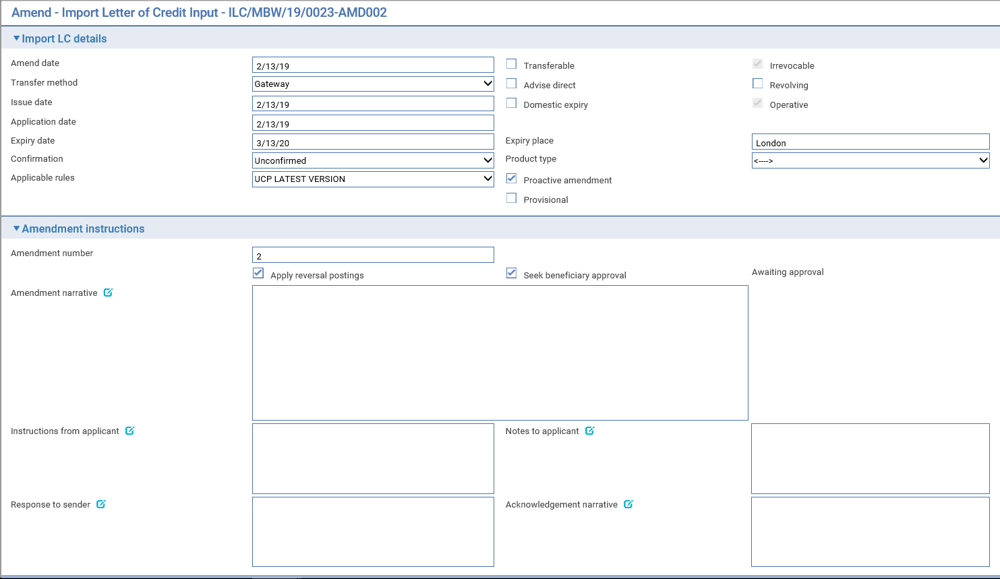 Amend - Import Letter of Credit Input - ILC/MBW/19/0023-AMD002
Import LC details
Amend date 2/13/19 Transferable Irrevocable
Transfer method Gateway Advise direct Revolving
Issue date 2/13/19 Domestic expiry Operative
Application date 2/13/19
Expiry date 3/13/20 Expiry place London
Confirmation Unconfirmed Product type <---->
Applicable rules UCP LATEST VERSION Proactive amendment
Provisional
Amendment instructions
Amendment number 2
Apply reversal postings Seek beneficiary approval Awaiting approval
Amendment narrative
Instructions from applicant Notes to applicant
Response to sender Acknowledgement narrative